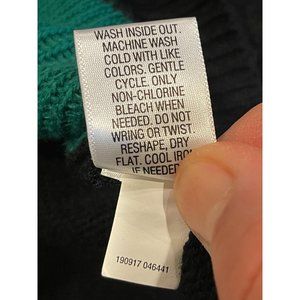 WASH INSIDE OUT.
MACHINE WASH
COLD WITH LIKE
COLORS. GENTLE
CYCLE. ONLY
NON-CHLORINE
BLEACH WHEN
NEEDED. DO NOT
WRING OR TWIST.
RESHAPE, DRY
FLAT. COOL IRON
IF NEEDED
190917 046441